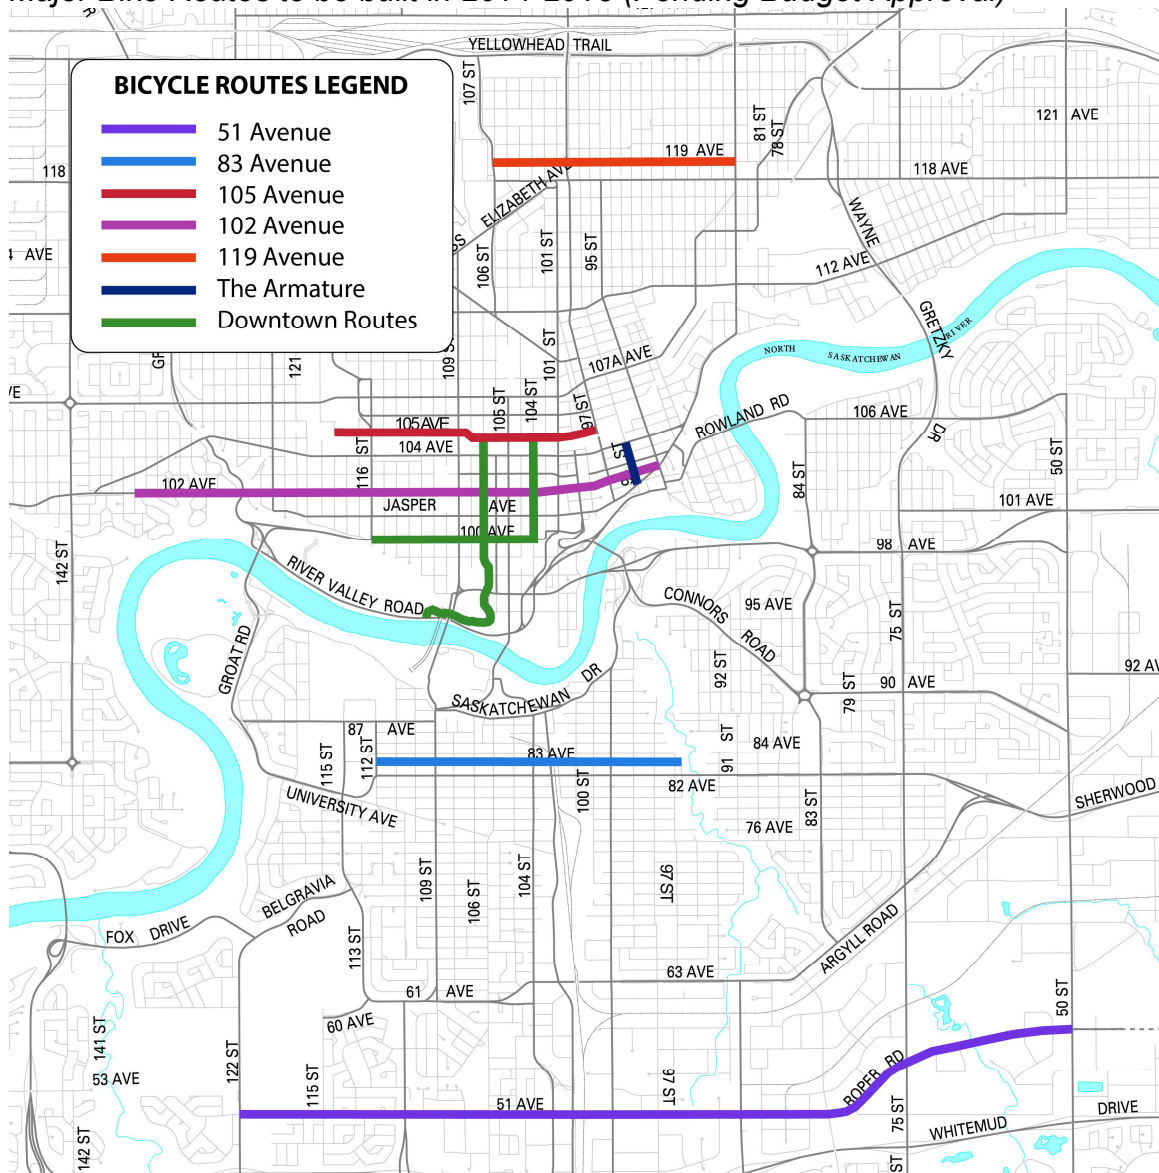 YELLOWHEAD TRAIL
BICYCLE ROUTES LEGEND
51 Avenue
83 Avenue
105 Avenue
102 Avenue
119 Avenue
The Armature
Downtown Routes
107 ST
81 ST
78 ST
121 AVE
119 AVE
118
118 AVE
ELIZABETH AVE
WAYNE
GRETZKY
DR
AVE
106 ST
101 ST
95 ST
112 AVE
NORTH
SASKATCHEWAN
RIVER
121
109 S
101 ST
107A AVE
105 ST
104 ST
97 ST
ROWLAND RD
106 AVE
105 AVE
104 AVE
116 ST
50 ST
84 ST
102 AVE
JASPER AVE
101 AVE
100 AVE
98 AVE
142 ST
RIVER VALLEY ROAD
CONNORS ROAD
95 AVE
75 ST
GROAT RD
92 ST
92 AV
SASKATCHEWAN DR
79 ST
90 AVE
87 AVE
91 ST
84 AVE
115 ST
112 ST
83 AVE
100 ST
82 AVE
UNIVERSITY AVE
83 ST
SHERWOOD
76 AVE
109 ST
106 ST
104 ST
97 ST
BELGRAVIA ROAD
FOX DRIVE
113 ST
ARGYLL ROAD
63 AVE
61 AVE
50 ST
60 AVE
141 ST
122 ST
53 AVE
115 ST
97 ST
ROPER RD
51 AVE
75 ST
WHITEMUD DRIVE
142 ST
ST